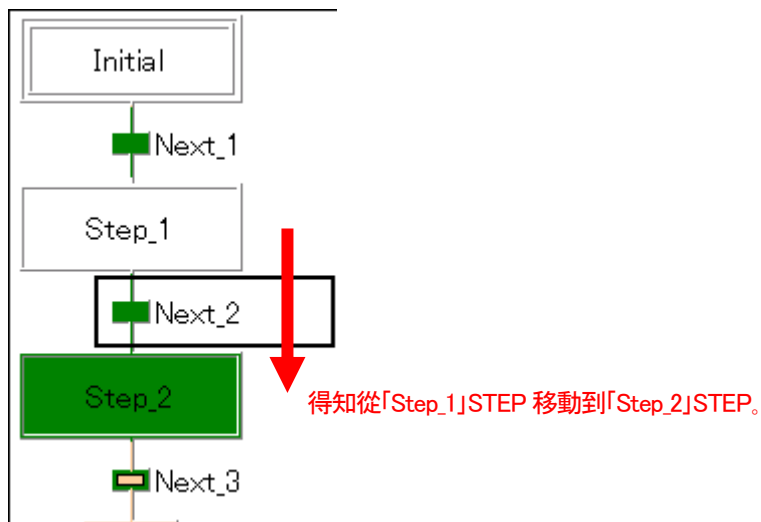 Initial
Next_1
Step_1
Next_2
Step_2
得知從「Step_1」STEP 移動到「Step_2」STEP。
Next_3